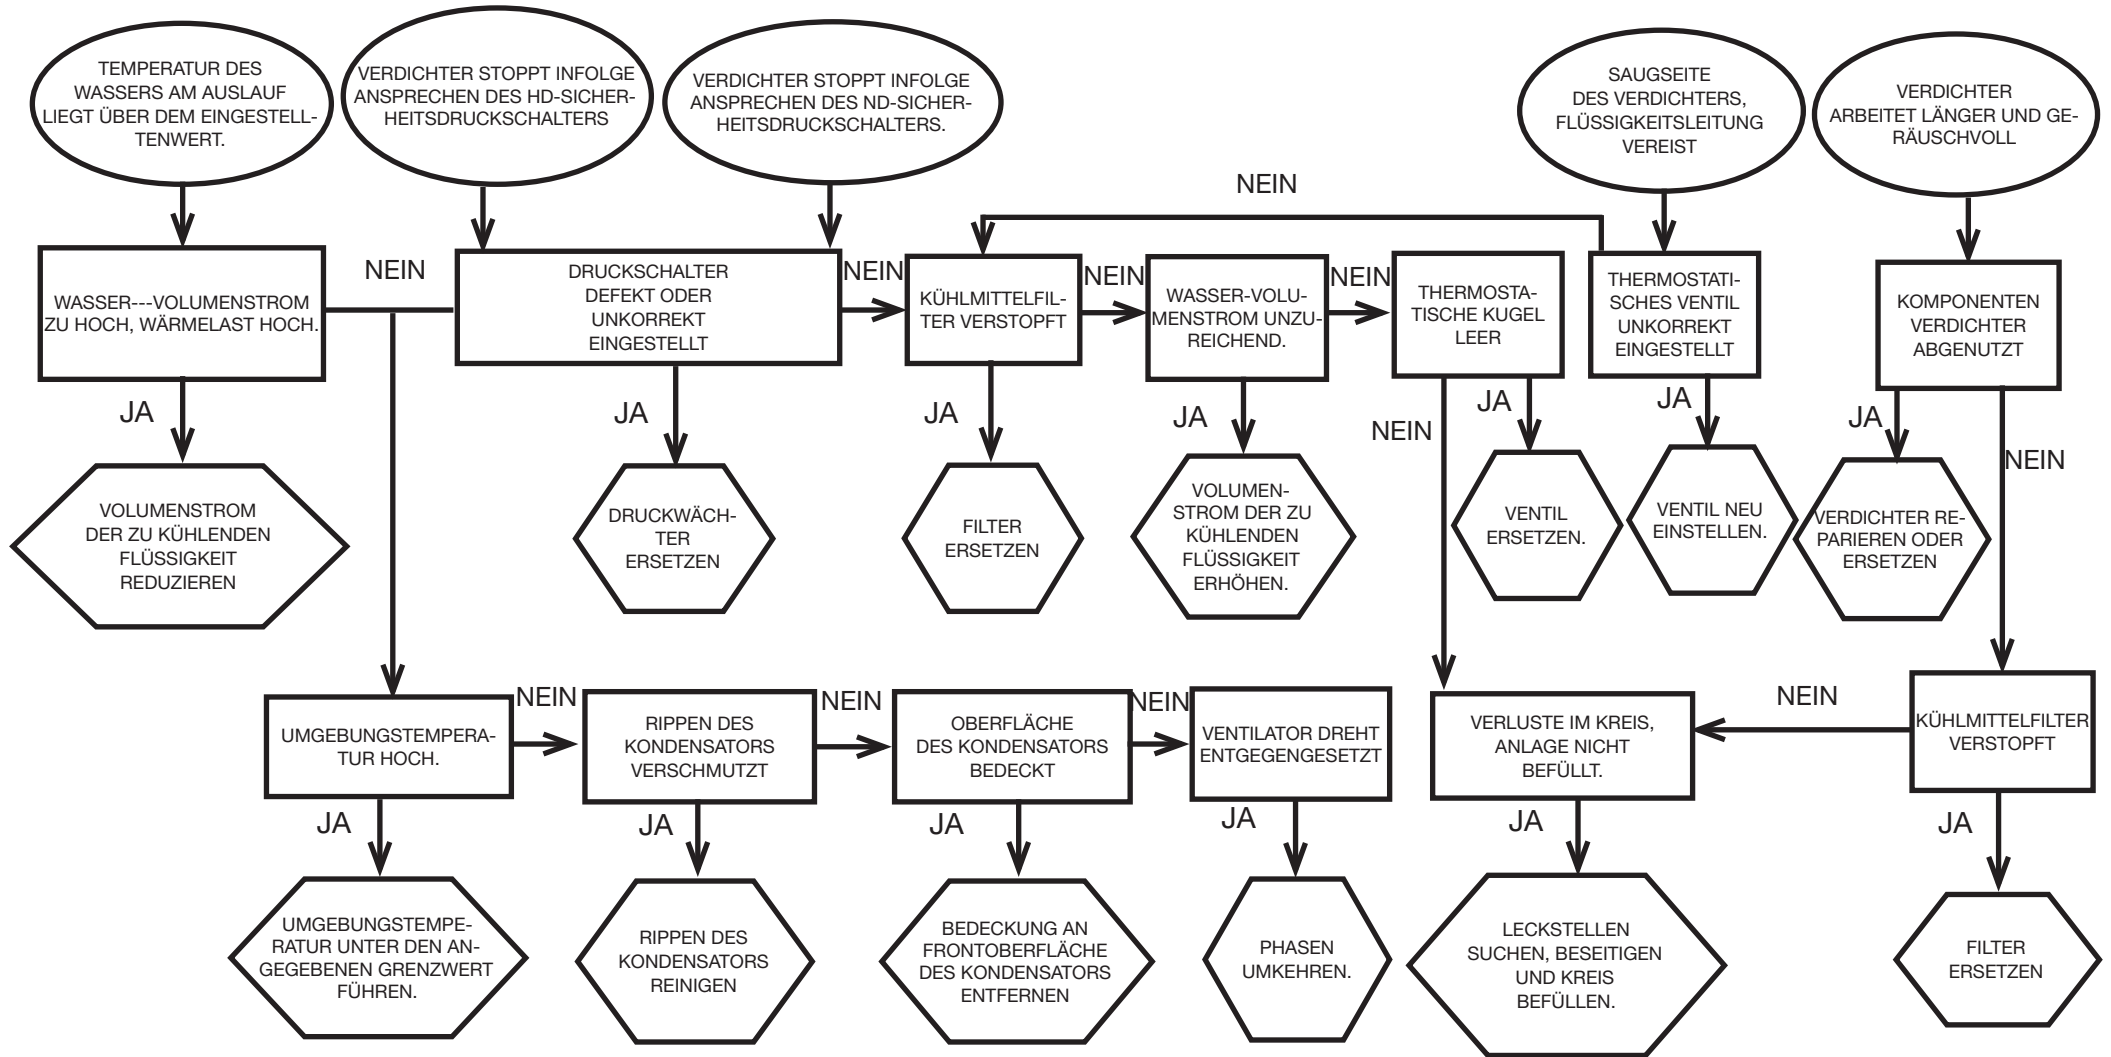 TEMPERATUR DES
WASSERS AM AUSLAUF
LIEGT ÜBER DEM EINGESTELL-
TENWERT.
VERDICHTER STOPPT INFOLGE
ANSPRECHEN DES HD-SICHER-
HEITSDRUCKSCHALTERS
VERDICHTER STOPPT INFOLGE
ANSPRECHEN DES ND-SICHER-
HEITSDRUCKSCHALTERS.
SAUGSEITE
DES VERDICHTERS,
FLÜSSIGKEITSLEITUNG
VEREIST
VERDICHTER
ARBEITET LÄNGER UND GE-
RÄUSCHVOLL
NEIN
WASSER---VOLUMENSTROM
ZU HOCH, WÄRMELAST HOCH.
NEIN
DRUCKSCHALTER
DEFEKT ODER
UNKORREKT
EINGESTELLT
NEIN
KÜHLMITTELFIL-
TER VERSTOPFT
NEIN
WASSER-VOLU-
MENSTROM UNZU-
REICHEND.
NEIN
THERMOSTA-
TISCHE KUGEL
LEER
THERMOSTATI-
SCHES VENTIL
UNKORREKT
EINGESTELLT
KOMPONENTEN
VERDICHTER
ABGENUTZT
JA
JA
JA
JA
NEIN
JA
JA
JA
NEIN
VOLUMENSTROM
DER ZU KÜHLENDEN
FLÜSSIGKEIT
REDUZIEREN
DRUCKWÄCH-
TER
ERSETZEN
FILTER
ERSETZEN
VOLUMEN-
STROM DER ZU
KÜHLENDEN
FLÜSSIGKEIT
ERHÖHEN.
VENTIL
ERSETZEN.
VENTIL NEU
EINSTELLEN.
VERDICHTER RE-
PARIEREN ODER
ERSETZEN
UMGEBUNGSTEMPERA-
TUR HOCH.
NEIN
RIPPEN DES
KONDENSATORS
VERSCHMUTZT
NEIN
OBERFLÄCHE
DES KONDENSATORS
BEDECKT
NEIN
VENTILATOR DREHT
ENTGEGENGESETZT
VERLUSTE IM KREIS,
ANLAGE NICHT
BEFÜLLT.
NEIN
KÜHLMITTELFILTER
VERSTOPFT
JA
JA
JA
JA
JA
JA
UMGEBUNGSTEMPE-
RATUR UNTER DEN AN-
GEGEBENEN GRENZWERT
FÜHREN.
RIPPEN DES
KONDENSATORS
REINIGEN
BEDECKUNG AN
FRONTOBERFLÄCHE
DES KONDENSATORS
ENTFERNEN
PHASEN
UMKEHREN.
LECKSTELLEN
SUCHEN, BESEITIGEN
UND KREIS
BEFÜLLEN.
FILTER
ERSETZEN